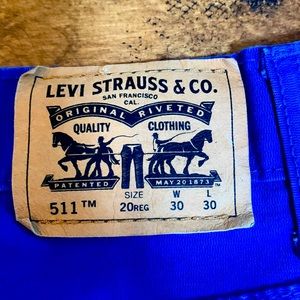 LEVI STRAUSS & CO.
SAN FRANCISCO
CAL.
ORIGINAL RIVETED
QUALITY CLOTHING
PATENTED MAY 20 1873
SIZE W L
511™ 20REG 30 30